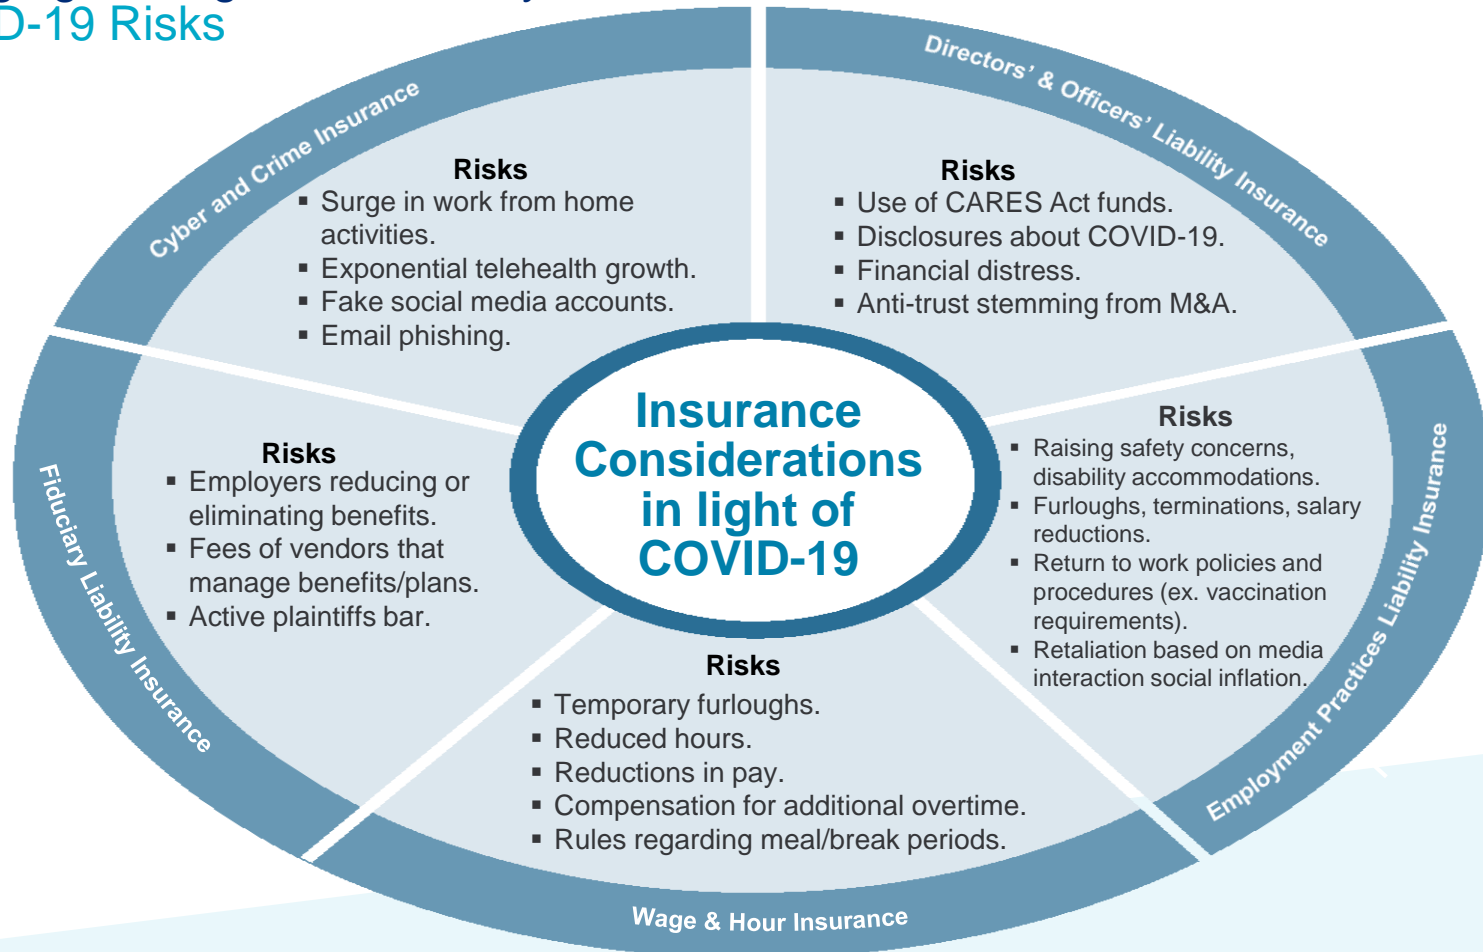 D-19 Risks
Cyber and Crime Insurance
Risks
▪ Surge in work from home
activities.
▪ Exponential telehealth growth.
▪ Fake social media accounts.
▪ Email phishing.
Directors' & Officers' Liability Insurance
Risks
▪ Use of CARES Act funds.
▪ Disclosures about COVID-19.
▪ Financial distress.
▪ Anti-trust stemming from M&A.
Insurance
Considerations
in light of
COVID-19
Fiduciary Liability Insurance
Risks
▪ Employers reducing or
eliminating benefits.
▪ Fees of vendors that
manage benefits/plans.
▪ Active plaintiffs bar.
Employment Practices Liability Insurance
Risks
▪ Raising safety concerns,
disability accommodations.
▪ Furloughs, terminations, salary
reductions.
▪ Return to work policies and
procedures (ex. vaccination
requirements).
▪ Retaliation based on media
interaction social inflation.
Risks
▪ Temporary furloughs.
▪ Reduced hours.
▪ Reductions in pay.
▪ Compensation for additional overtime.
▪ Rules regarding meal/break periods.
Wage & Hour Insurance